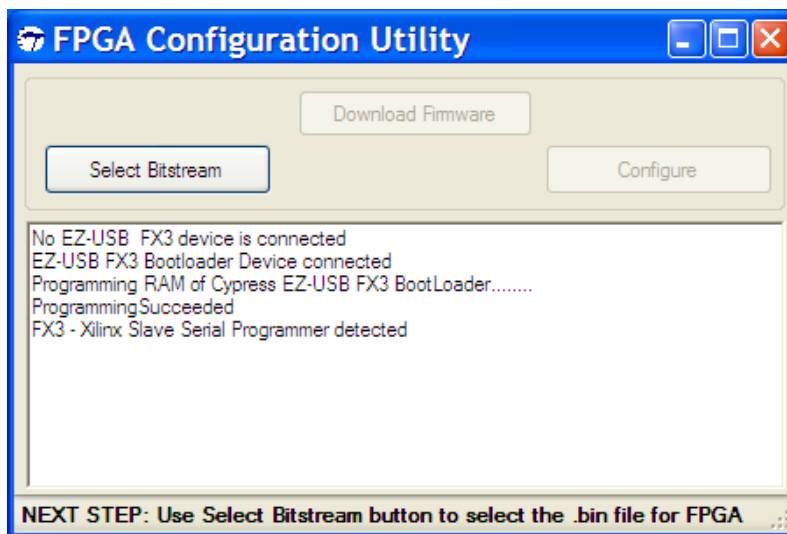 FPGA Configuration Utility
Download Firmware
Select Bitstream
Configure
No EZ-USB  FX3 device is connected
EZ-USB FX3 Bootloader Device connected
Programming RAM of Cypress EZ-USB FX3 BootLoader........
ProgrammingSucceeded
FX3 - Xilinx Slave Serial Programmer detected
NEXT STEP: Use Select Bitstream button to select the .bin file for FPGA